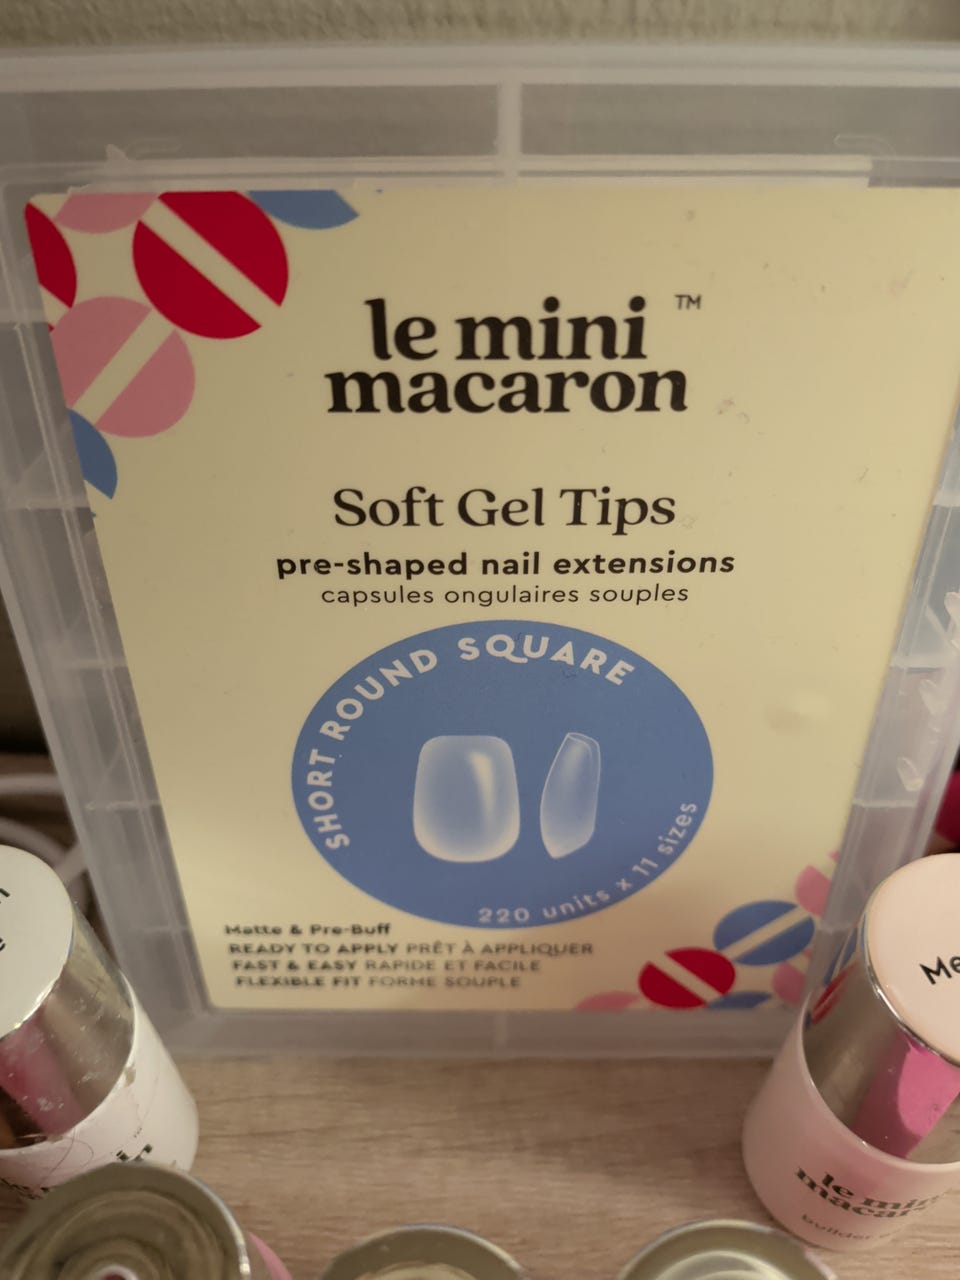 le mini ™
macaron
Soft Gel Tips
pre-shaped nail extensions
capsules ongulaires souples
SHORT ROUND SQUARE
220 units x 11 sizes
Matte & Pre-Buff
READY TO APPLY PRÊT À APPLIQUER
FAST & EASY RAPIDE ET FACILE
FLEXIBLE FIT FORME SOUPLE
Me
le mini
macaron
builder